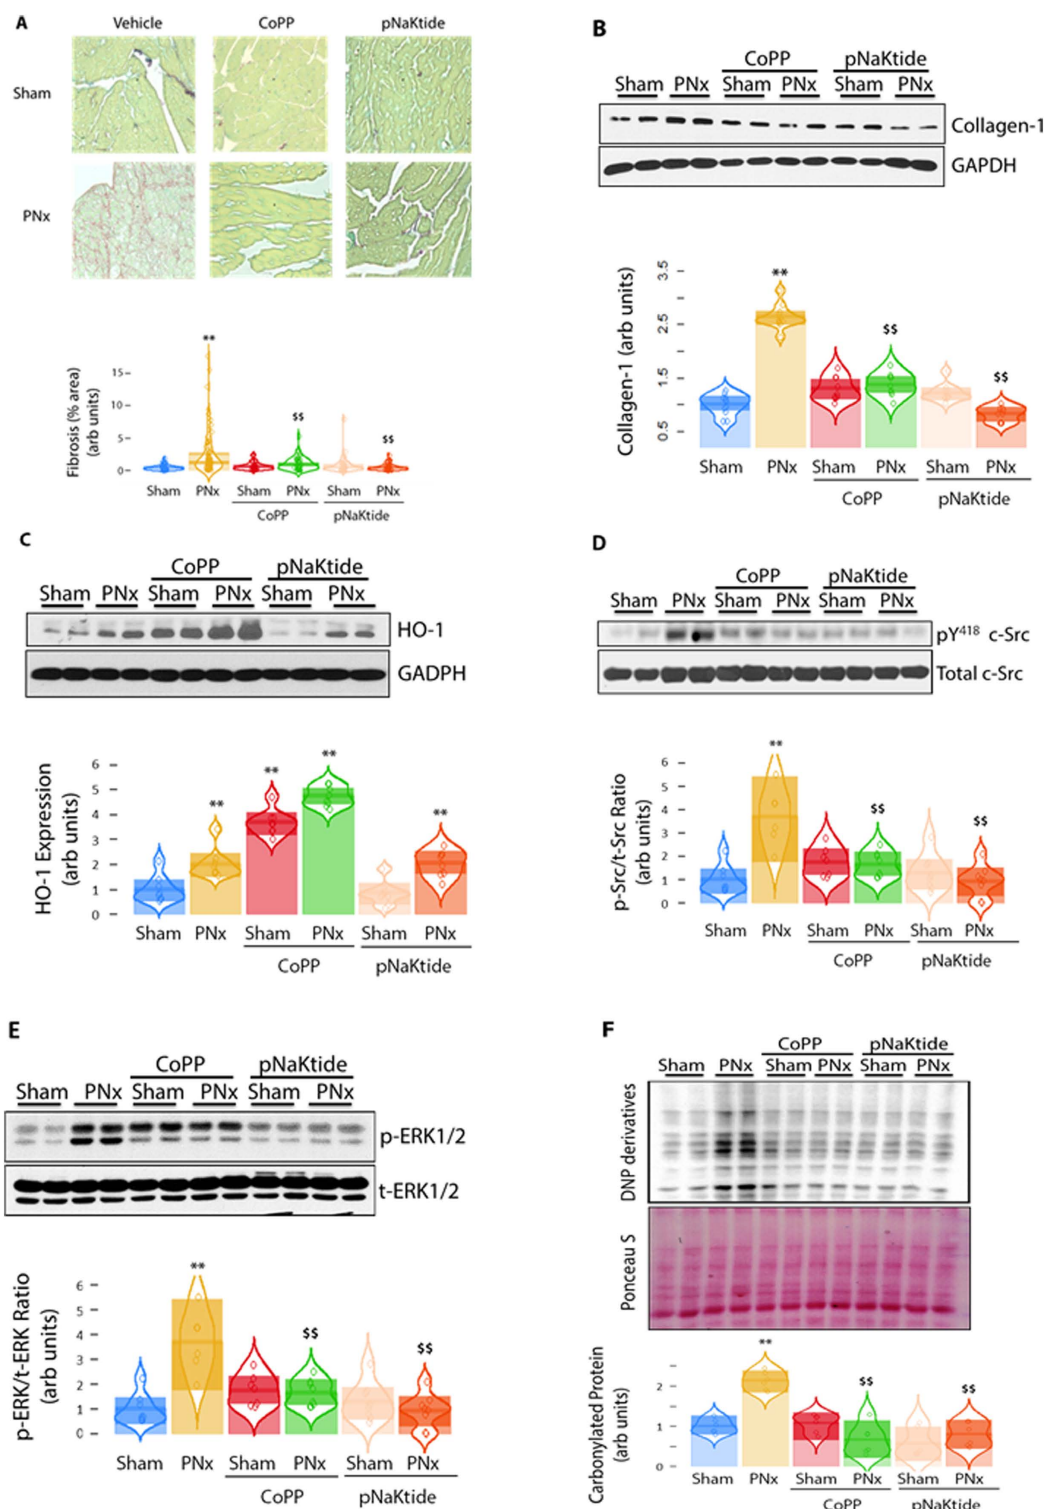 A
Vehicle CoPP pNaKtide
Sham
PNx
**
Fibrosis (% area)
(arb units)
15
10
5
0
$$
$$
Sham PNx Sham PNx Sham PNx
CoPP pNaKtide
B
CoPP pNaKtide
Sham PNx Sham PNx Sham PNx
Collagen-1
GAPDH
Collagen-1 (arb units)
3.5
2.5
1.5
0.5
**
$$
$$
Sham PNx Sham PNx Sham PNx
CoPP pNaKtide
C
CoPP pNaKtide
Sham PNx Sham PNx Sham PNx
HO-1
GADPH
HO-1 Expression
(arb units)
6
5
4
3
2
1
0
**
**
**
**
Sham PNx Sham PNx Sham PNx
CoPP pNaKtide
D
CoPP pNaKtide
Sham PNx Sham PNx Sham PNx
pY418 c-Src
Total c-Src
p-Src/t-Src Ratio
(arb units)
6
5
4
3
2
1
0
**
$$
$$
Sham PNx Sham PNx Sham PNx
CoPP pNaKtide
E
CoPP pNaKtide
Sham PNx Sham PNx Sham PNx
p-ERK1/2
t-ERK1/2
p-ERK/t-ERK Ratio
(arb units)
6
5
4
3
2
1
0
**
$$
$$
Sham PNx Sham PNx Sham PNx
CoPP pNaKtide
F
CoPP pNaKtide
Sham PNx Sham PNx Sham PNx
DNP derivatives
Ponceau S
Carbonylated Protein
(arb units)
2
1
0
**
$$
$$
Sham PNx Sham PNx Sham PNx
CoPP pNaKtide